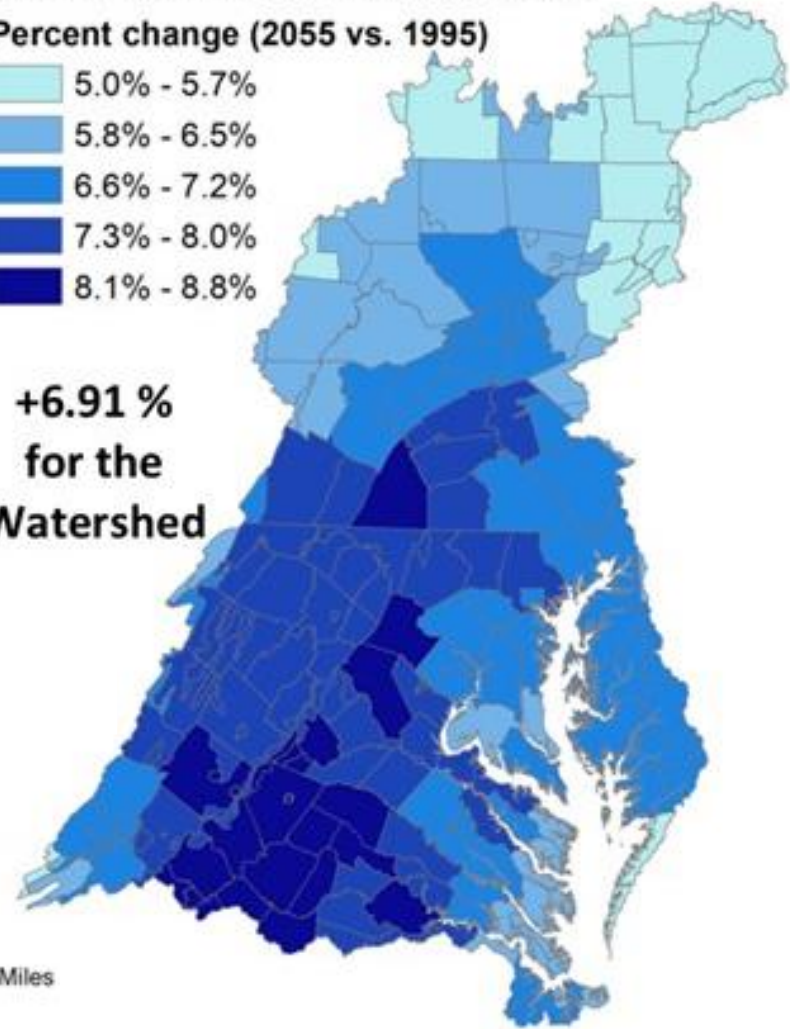 Percent change (2055 vs. 1995)
5.0% - 5.7%
5.8% - 6.5%
6.6% - 7.2%
7.3% - 8.0%
8.1% - 8.8%
+6.91 %
for the
Watershed
Miles